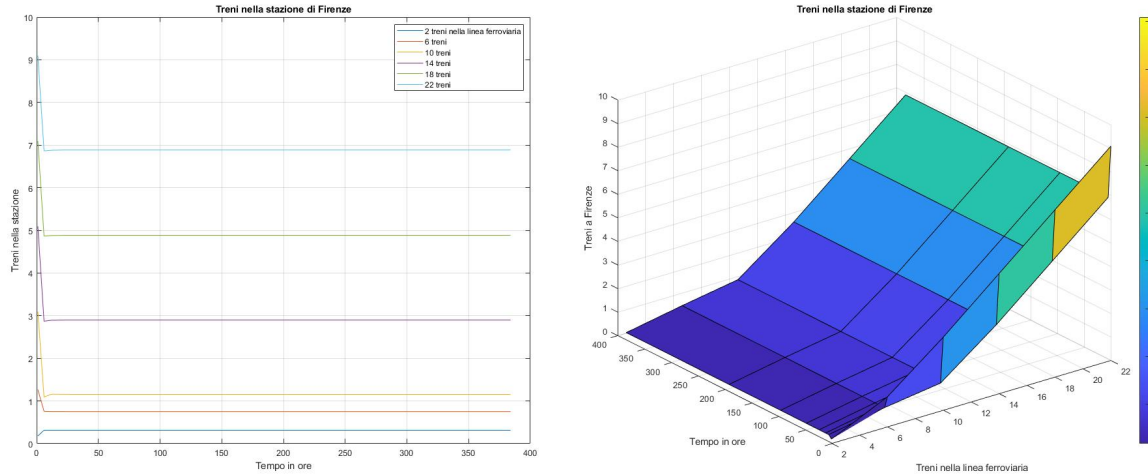 Treni nella stazione di Firenze
10
9
8
7
6
5
4
3
2
1
0
Treni nella stazione
0 50 100 150 200 250 300 350 400
Tempo in ore
2 treni nella linea ferroviaria
6 treni
10 treni
14 treni
18 treni
22 treni
Treni nella stazione di Firenze
10
9
8
7
6
5
4
3
2
1
0
Treni a Firenze
400
350
300
250
200
150
100
50
0
Tempo in ore
2 4 6 8 10 12 14 16 18 20 22
Treni nella linea ferroviaria